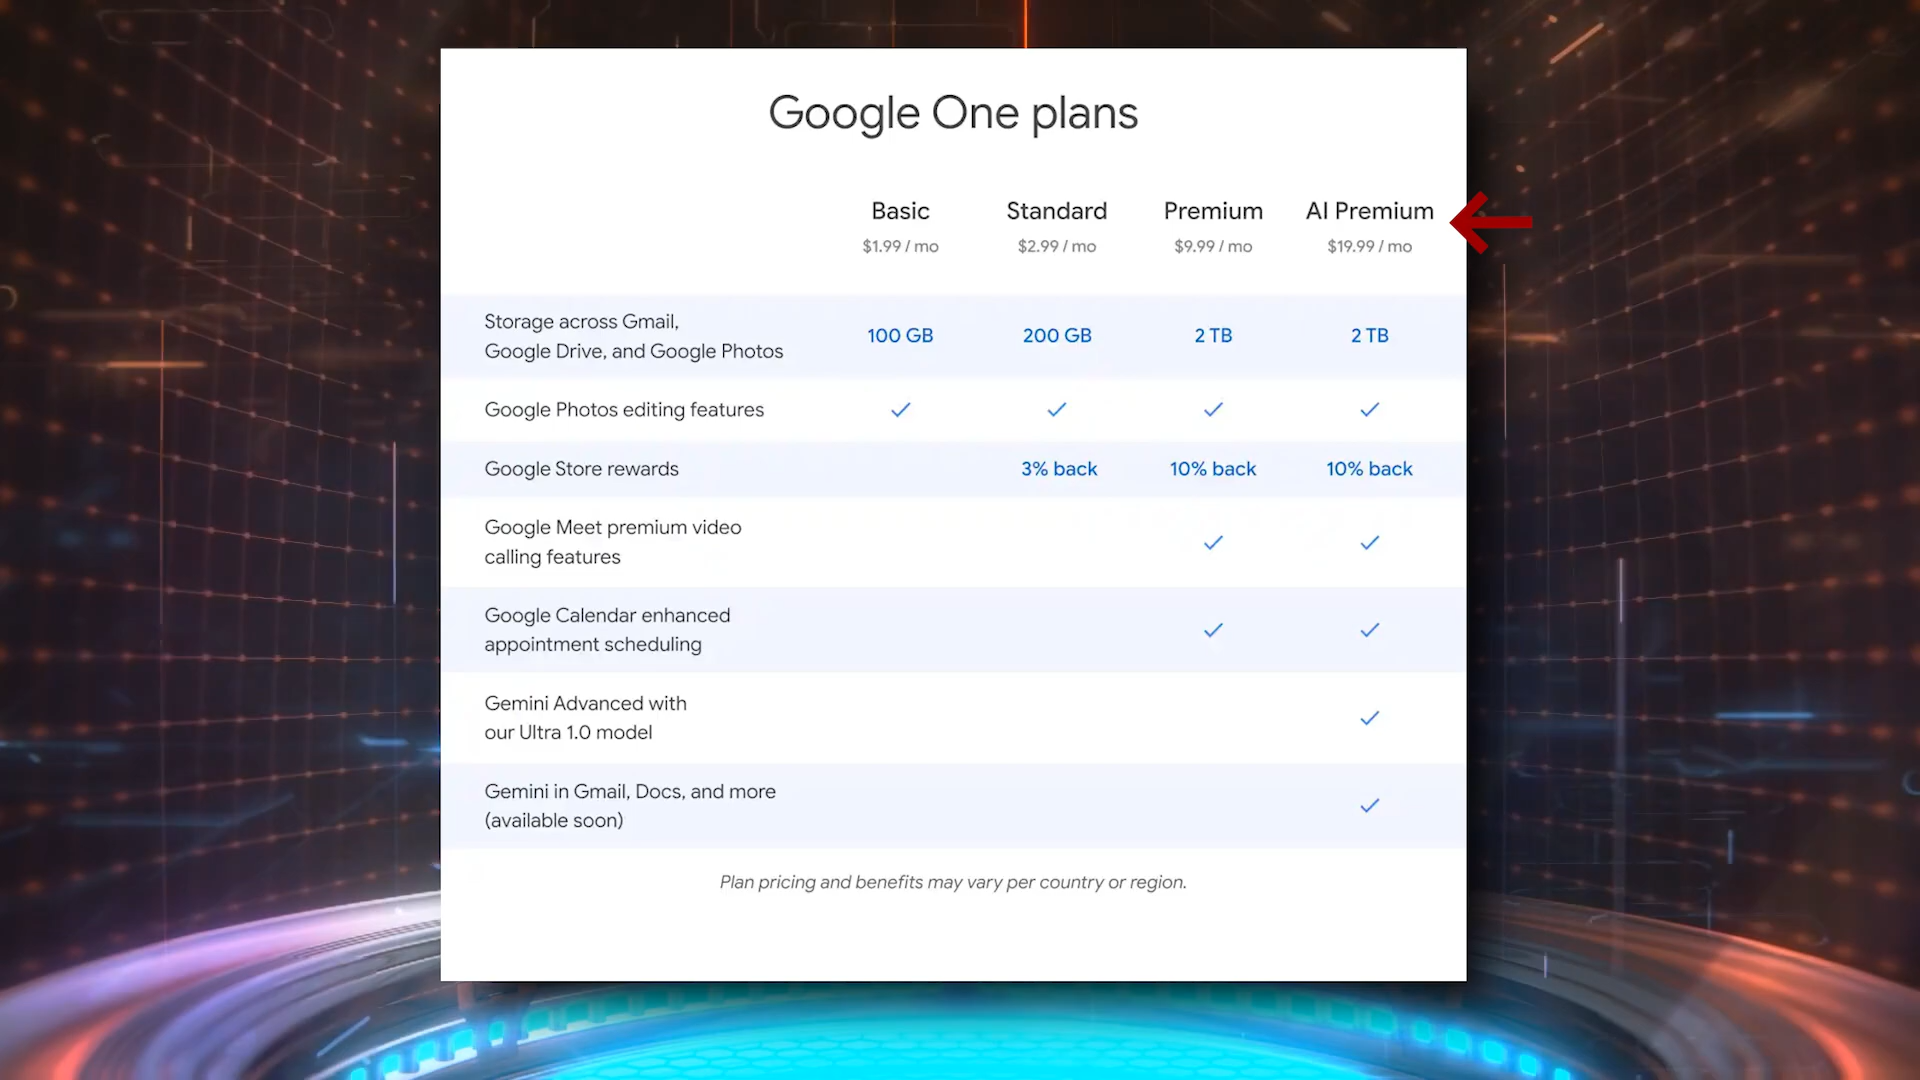 Google One plans
Basic Standard Premium AI Premium
$1.99 / mo $2.99 / mo $9.99 / mo $19.99 / mo
Storage across Gmail,
Google Drive, and Google Photos
100 GB 200 GB 2 TB 2 TB
Google Photos editing features
Google Store rewards 3% back 10% back 10% back
Google Meet premium video
calling features
Google Calendar enhanced
appointment scheduling
Gemini Advanced with
our Ultra 1.0 model
Gemini in Gmail, Docs, and more
(available soon)
Plan pricing and benefits may vary per country or region.